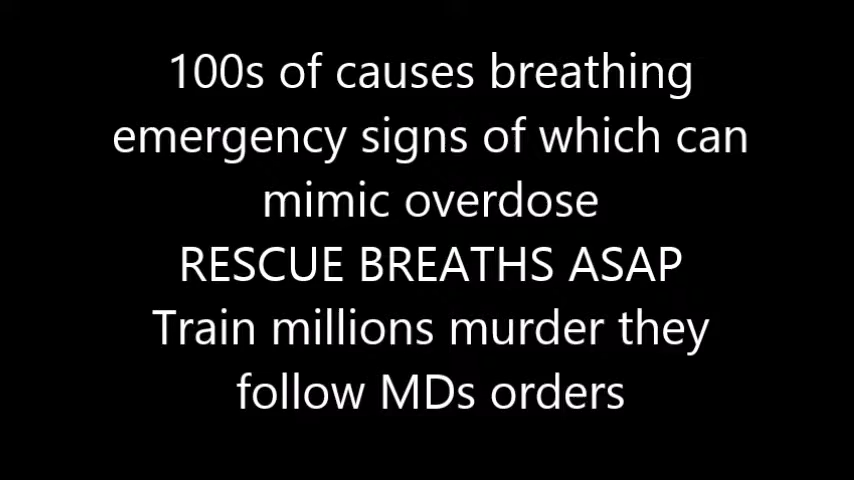 100s of causes breathing
emergency signs of which can
mimic overdose
RESCUE BREATHS ASAP
Train millions murder they
follow MDs orders